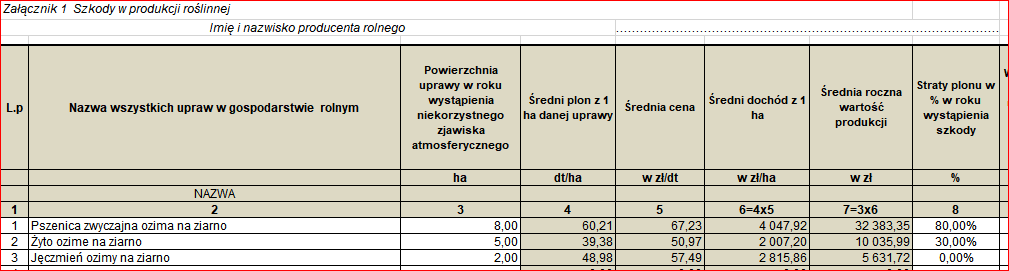 Załącznik 1 Szkody w produkcji roślinnej
Imię i nazwisko producenta rolnego ........................................................................
L.p
Nazwa wszystkich upraw w gospodarstwie rolnym
Powierzchnia
uprawy w roku
wystąpienia
niekorzystnego
zjawiska
atmosferycznego
Średni plon z 1
ha danej uprawy
Średnia cena
Średni dochód z 1
ha
Średnia roczna
wartość
produkcji
Straty plonu w
% w roku
wystąpienia
szkody
ha dt/ha w zł/dt w zł/ha w zł %
NAZWA
1 2 3 4 5 6=4x5 7=3x6 8
1 Pszenica zwyczajna ozima na ziarno 8,00 60,21 67,23 4 047,92 32 383,35 80,00%
2 Żyto ozime na ziarno 5,00 39,38 50,97 2 007,20 10 035,99 30,00%
3 Jęczmień ozimy na ziarno 2,00 48,98 57,49 2 815,86 5 631,72 0,00%